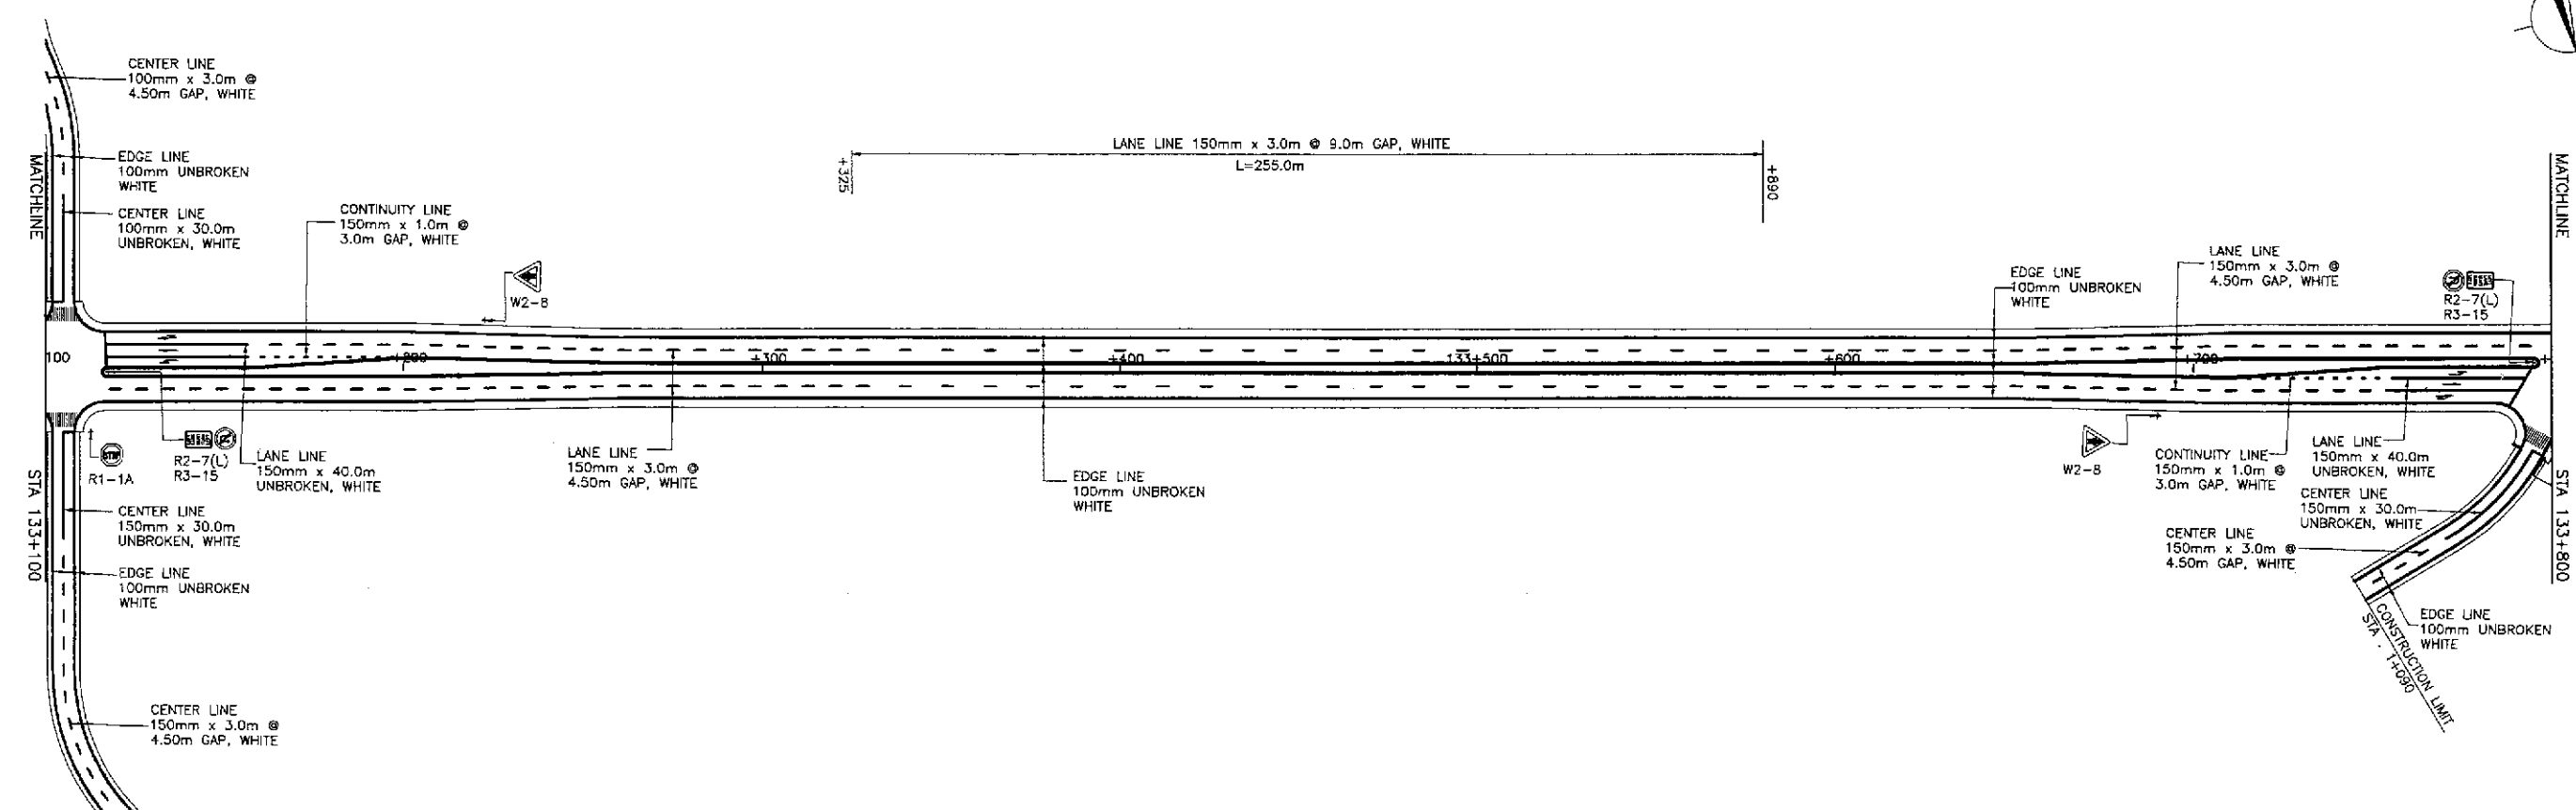 CENTER LINE
100mm x 3.0m @
4.50m GAP, WHITE
EDGE LINE
100mm UNBROKEN
WHITE
CENTER LINE
100mm x 30.0m
UNBROKEN, WHITE
MATCHLINE
STA 133+100
CONTINUITY LINE
150mm x 1.0m @
3.0m GAP, WHITE
W2-8
LANE LINE 150mm x 3.0m @ 9.0m GAP, WHITE
L=255.0m
+325
+890
EDGE LINE
100mm UNBROKEN
WHITE
LANE LINE
150mm x 3.0m @
4.50m GAP, WHITE
R2-7(L)
R3-15
MATCHLINE
STA 133+800
100
+200
+300
+400
133+500
+600
+700
+
STOP
R1-1A
R2-7(L)
R3-15
LANE LINE
150mm x 40.0m
UNBROKEN, WHITE
LANE LINE
150mm x 3.0m @
4.50m GAP, WHITE
EDGE LINE
100mm UNBROKEN
WHITE
W2-8
CONTINUITY LINE
150mm x 1.0m @
3.0m GAP, WHITE
LANE LINE
150mm x 40.0m
UNBROKEN, WHITE
CENTER LINE
150mm x 30.0m
UNBROKEN, WHITE
CENTER LINE
150mm x 3.0m @
4.50m GAP, WHITE
EDGE LINE
100mm UNBROKEN
WHITE
CONSTRUCTION LIMIT
STA . 1+090
CENTER LINE
150mm x 30.0m
UNBROKEN, WHITE
EDGE LINE
100mm UNBROKEN
WHITE
CENTER LINE
150mm x 3.0m @
4.50m GAP, WHITE